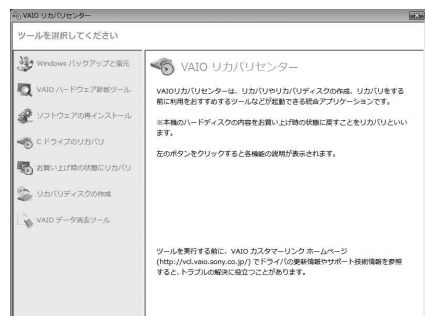 VAIO リカバリセンター
ツールを選択してください
Windows バックアップと復元
VAIO ハードウェア診断ツール
ソフトウェアの再インストール
C ドライブのリカバリ
お買い上げ時の状態にリカバリ
リカバリディスクの作成
VAIO データ消去ツール
VAIO リカバリセンター
VAIOリカバリセンターは、リカバリやリカバリディスクの作成、リカバリをする
前に利用をおすすめするツールなどが起動できる統合アプリケーションです。
※本機のハードディスクの内容をお買い上げ時の状態に戻すことをリカバリといい
ます。
左のボタンをクリックすると各機能の説明が表示されます。
ツールを実行する前に、VAIO カスタマーリンク ホームページ
(http://vcl.vaio.sony.co.jp/) でドライバの更新情報やサポート技術情報を参照
すると、トラブルの解決に役立つことがあります。